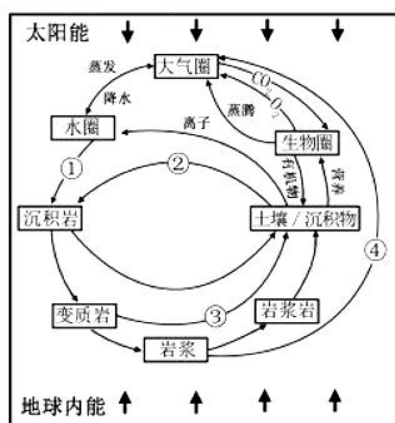 太阳能
大气圈
蒸发
降水
CO₂
O₂
水圈
离子
蒸腾
生物圈
①
②
有机物
营养
沉积岩
土壤/沉积物
④
变质岩
③
岩浆岩
岩浆
地球内能